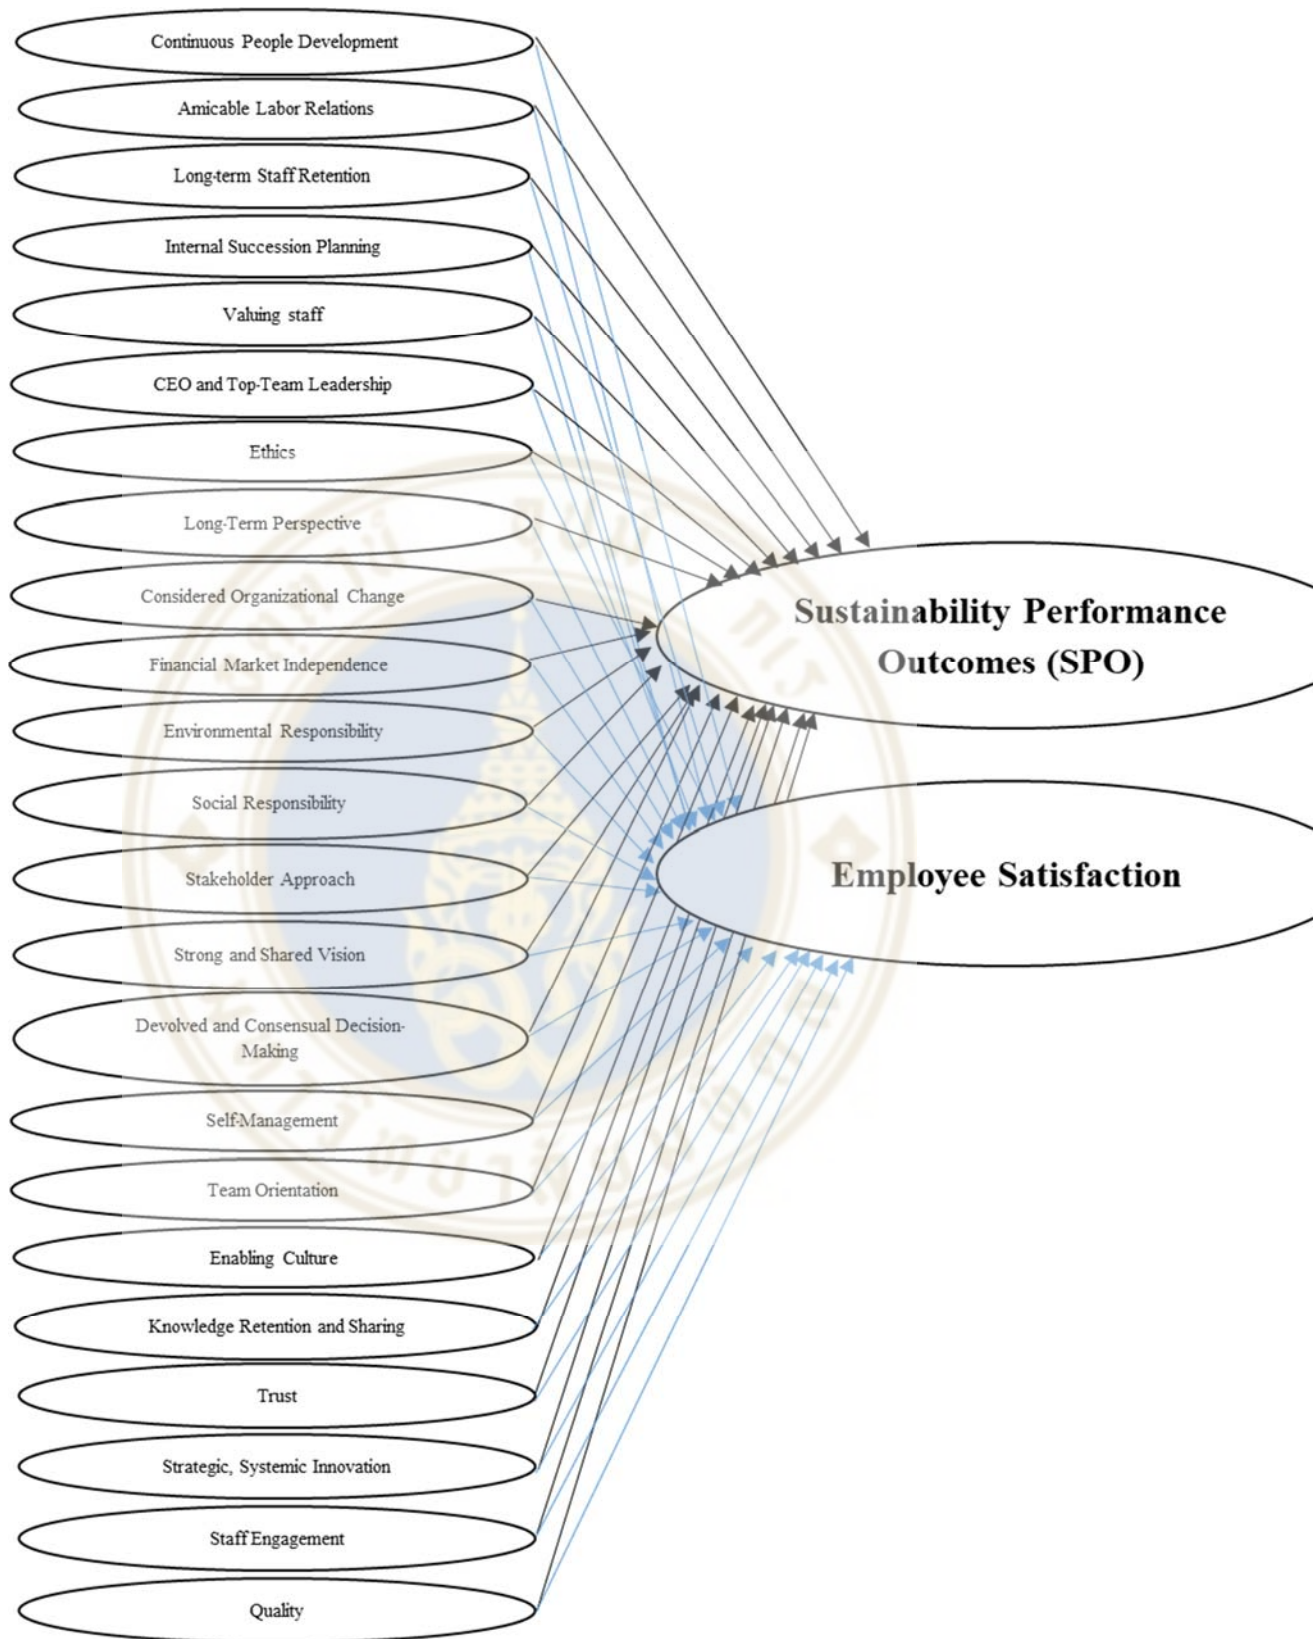 Continuous People Development
Amicable Labor Relations
Long-term Staff Retention
Internal Succession Planning
Valuing staff
CEO and Top-Team Leadership
Ethics
Long-Term Perspective
Considered Organizational Change
Financial Market Independence
Environmental Responsibility
Social Responsibility
Stakeholder Approach
Strong and Shared Vision
Devolved and Consensual Decision-
Making
Self-Management
Team Orientation
Enabling Culture
Knowledge Retention and Sharing
Trust
Strategic, Systemic Innovation
Staff Engagement
Quality
Sustainability Performance
Outcomes (SPO)
Employee Satisfaction